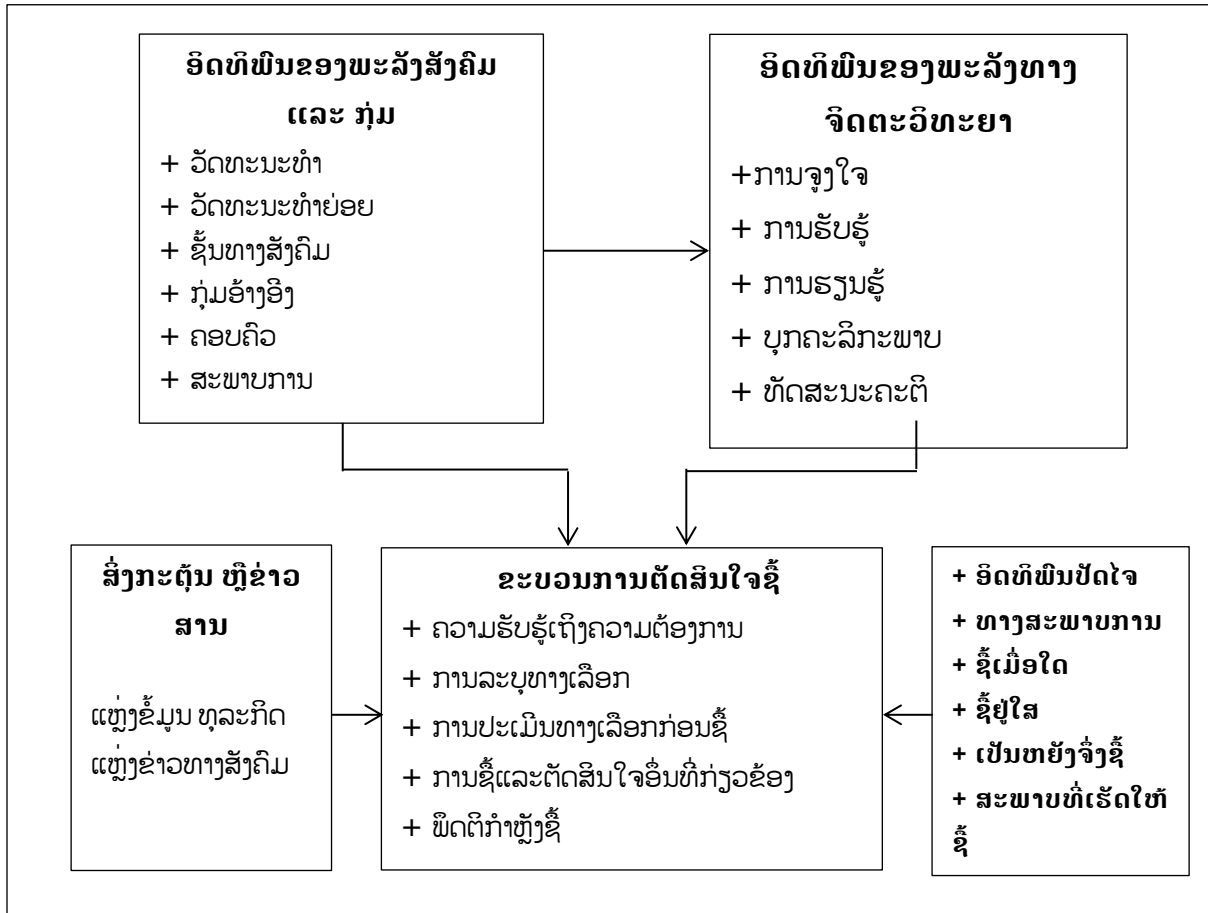 ອິດທິພົນຂອງພະລັງສັງຄົມ
ແລະ ກຸ່ມ
+ ວັດທະນະທຳ
+ ວັດທະນະທຳຍ່ອຍ
+ ຊັ້ນທາງສັງຄົມ
+ ກຸ່ມອ້າງອີງ
+ ຄອບຄົວ
+ ສະພາບການ
ອິດທິພົນຂອງພະລັງທາງ
ຈິດຕະວິທະຍາ
+ການຈູງໃຈ
+ ການຮັບຮູ້
+ ການຮຽນຮູ້
+ ບຸກຄະລິກະພາບ
+ ທັດສະນະຄະຕິ
ສິ່ງກະຕຸ້ນ ຫຼືຂ່າວ
ສານ
ແຫຼ່ງຂໍ້ມູນ ທຸລະກິດ
ແຫຼ່ງຂ່າວທາງສັງຄົມ
ຂະບວນການຕັດສິນໃຈຊື້
+ ຄວາມຮັບຮູ້ເຖິງຄວາມຕ້ອງການ
+ ການລະບຸທາງເລືອກ
+ ການປະເມີນທາງເລືອກກ່ອນຊື້
+ ການຊື້ແລະຕັດສິນໃຈອຶ່ນທີ່ກ່ຽວຂ້ອງ
+ ພຶດຕິກຳຫຼັງຊື້
+ ອິດທິພົນປັດໄຈ
+ ທາງສະພາບການ
+ ຊື້ເມື່ອໃດ
+ ຊື້ຢູ່ໃສ
+ ເປັນຫຍັງຈຶ່ງຊື້
+ ສະພາບທີ່ເຮັດໃຫ້
ຊື້